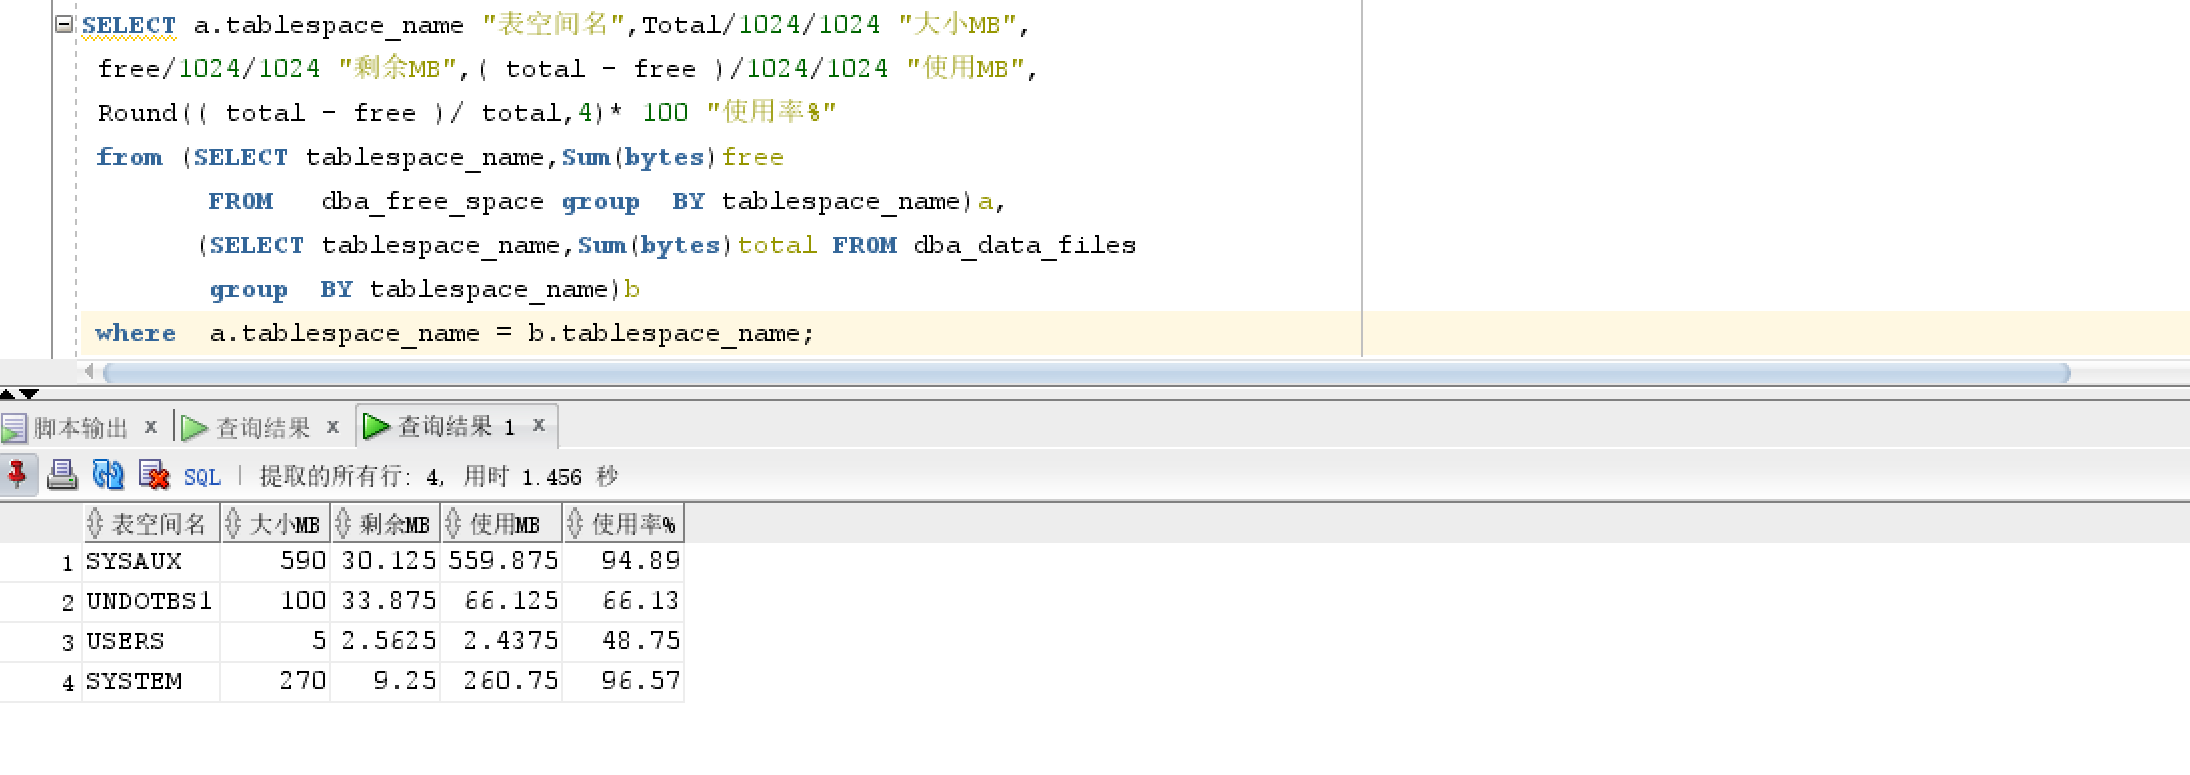 SELECT a.tablespace_name "表空间名",Total/1024/1024 "大小MB",
free/1024/1024 "剩余MB",( total - free )/1024/1024 "使用MB",
Round(( total - free )/ total,4)* 100 "使用率%"
from (SELECT tablespace_name,Sum(bytes)free
FROM   dba_free_space group  BY tablespace_name)a,
(SELECT tablespace_name,Sum(bytes)total FROM dba_data_files
group  BY tablespace_name)b
where  a.tablespace_name = b.tablespace_name;
脚本输出 x 查询结果 x 查询结果 1 x
SQL | 提取的所有行: 4, 用时 1.456 秒
表空间名 大小MB 剩余MB 使用MB 使用率%
1 SYSAUX 590 30.125 559.875 94.89
2 UNDOTBS1 100 33.875 66.125 66.13
3 USERS 5 2.5625 2.4375 48.75
4 SYSTEM 270 9.25 260.75 96.57